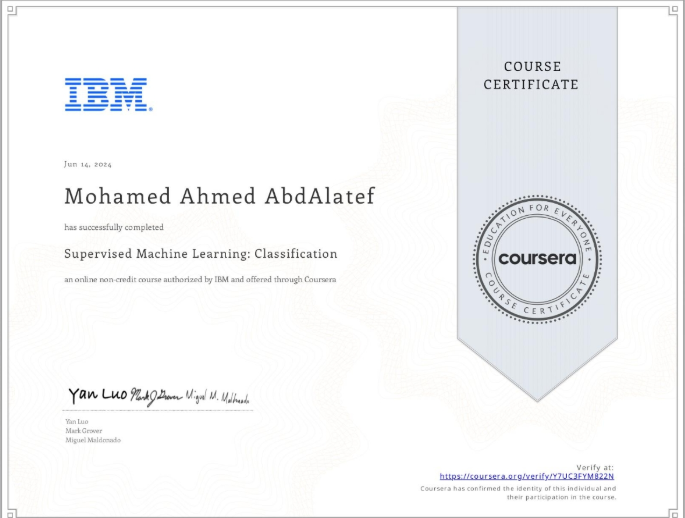 COURSE
CERTIFICATE
IBM
Jun 14, 2024
Mohamed Ahmed AbdAlatef
has successfully completed
Supervised Machine Learning: Classification
an online non-credit course authorized by IBM and offered through Coursera
EDUCATION FOR EVERYONE
coursera
COURSE CERTIFICATE
Yan Luo Mark J Grover Miguel M. Maldonado
Yan Luo
Mark Grover
Miguel Maldonado
Verify at:
https://coursera.org/verify/Y7UC3FYM822N
Coursera has confirmed the identity of this individual and
their participation in the course.